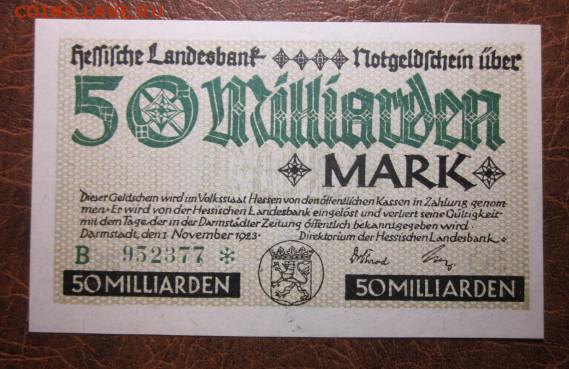 COINS.LAVE.RU
Hessische Landesbank Notgeldschein über
50 Milliarden
MARK
Dieser Geldschein wird im Volksstaat Hessen von den öffentlichen Kassen in Zahlung genom-
men · Er wird von der Hessischen Landesbank eingelöst und verliert seine Gültigkeit
mit dem Tage, der in der Darmstädter Zeitung öffentlich bekanntgegeben wird ·
Darmstadt, den 1. November 1923 · Direktorium der Hessischen Landesbank ·
B 952377 *
50 MILLIARDEN 50 MILLIARDEN